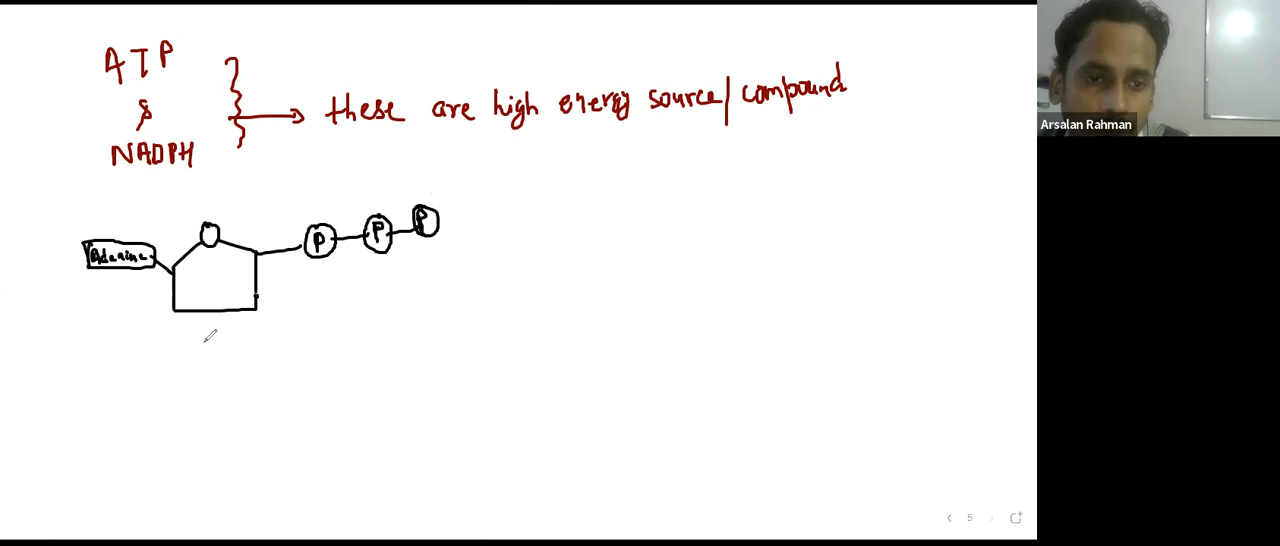 ATP
&
NADPH
these are high energy source/compound
Arsalan Rahman
Adenine
O
P
P
P
5